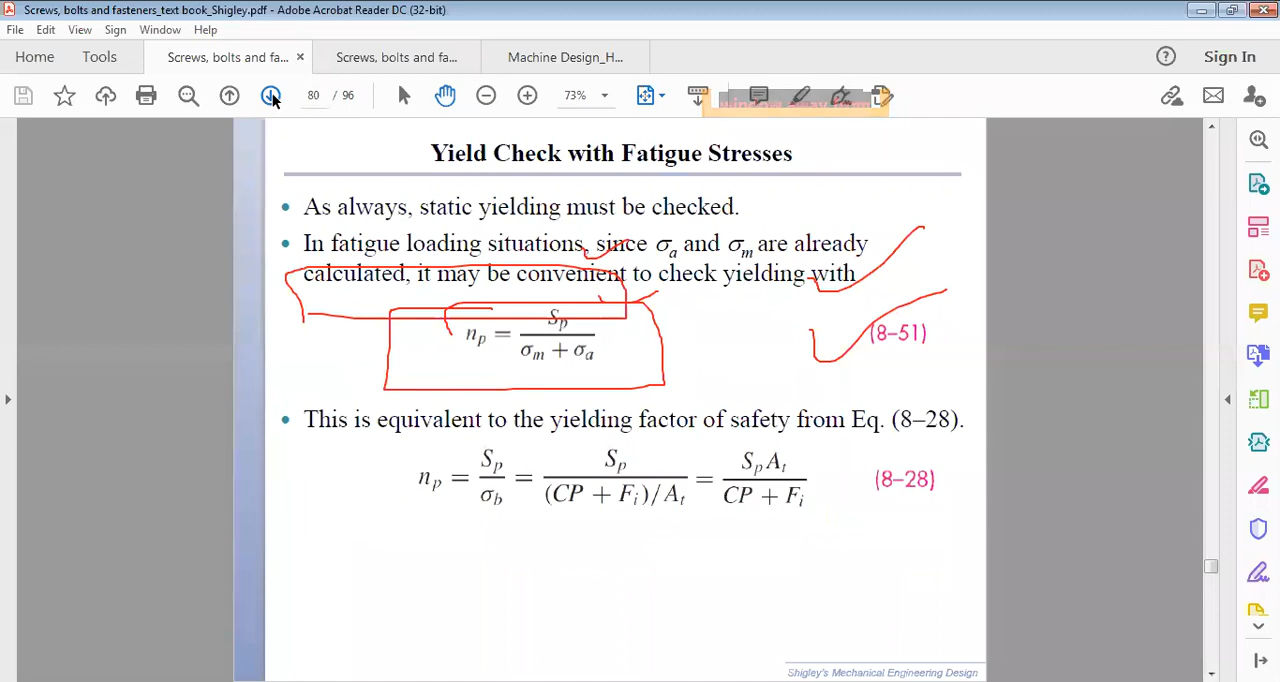 Screws, bolts and fasteners_text book_Shigley.pdf - Adobe Acrobat Reader DC (32-bit)
File Edit View Sign Window Help
Home Tools Screws, bolts and fa... × Screws, bolts and fa... Machine Design_H... Sign In
80 / 96 73%
Yield Check with Fatigue Stresses
• As always, static yielding must be checked.
• In fatigue loading situations, since σa and σm are already
calculated, it may be convenient to check yielding with
np = Sp / (σm + σa) (8–51)
• This is equivalent to the yielding factor of safety from Eq. (8–28).
np = Sp / σb = Sp / ((CP + Fi)/At) = SpAt / (CP + Fi) (8–28)
Shigley's Mechanical Engineering Design